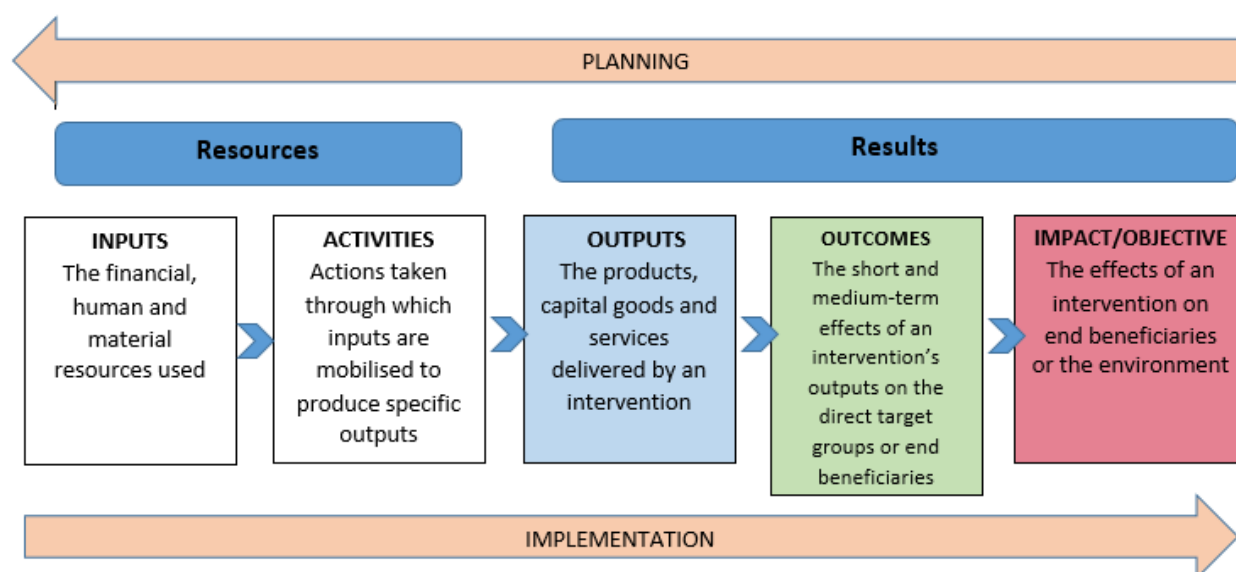 PLANNING
Resources
Results
INPUTS
The financial,
human and
material
resources used
ACTIVITIES
Actions taken
through which
inputs are
mobilised to
produce specific
outputs
OUTPUTS
The products,
capital goods and
services
delivered by an
intervention
OUTCOMES
The short and
medium-term
effects of an
intervention's
outputs on the
direct target
groups or end
beneficiaries
IMPACT/OBJECTIVE
The effects of an
intervention on
end beneficiaries
or the environment
IMPLEMENTATION